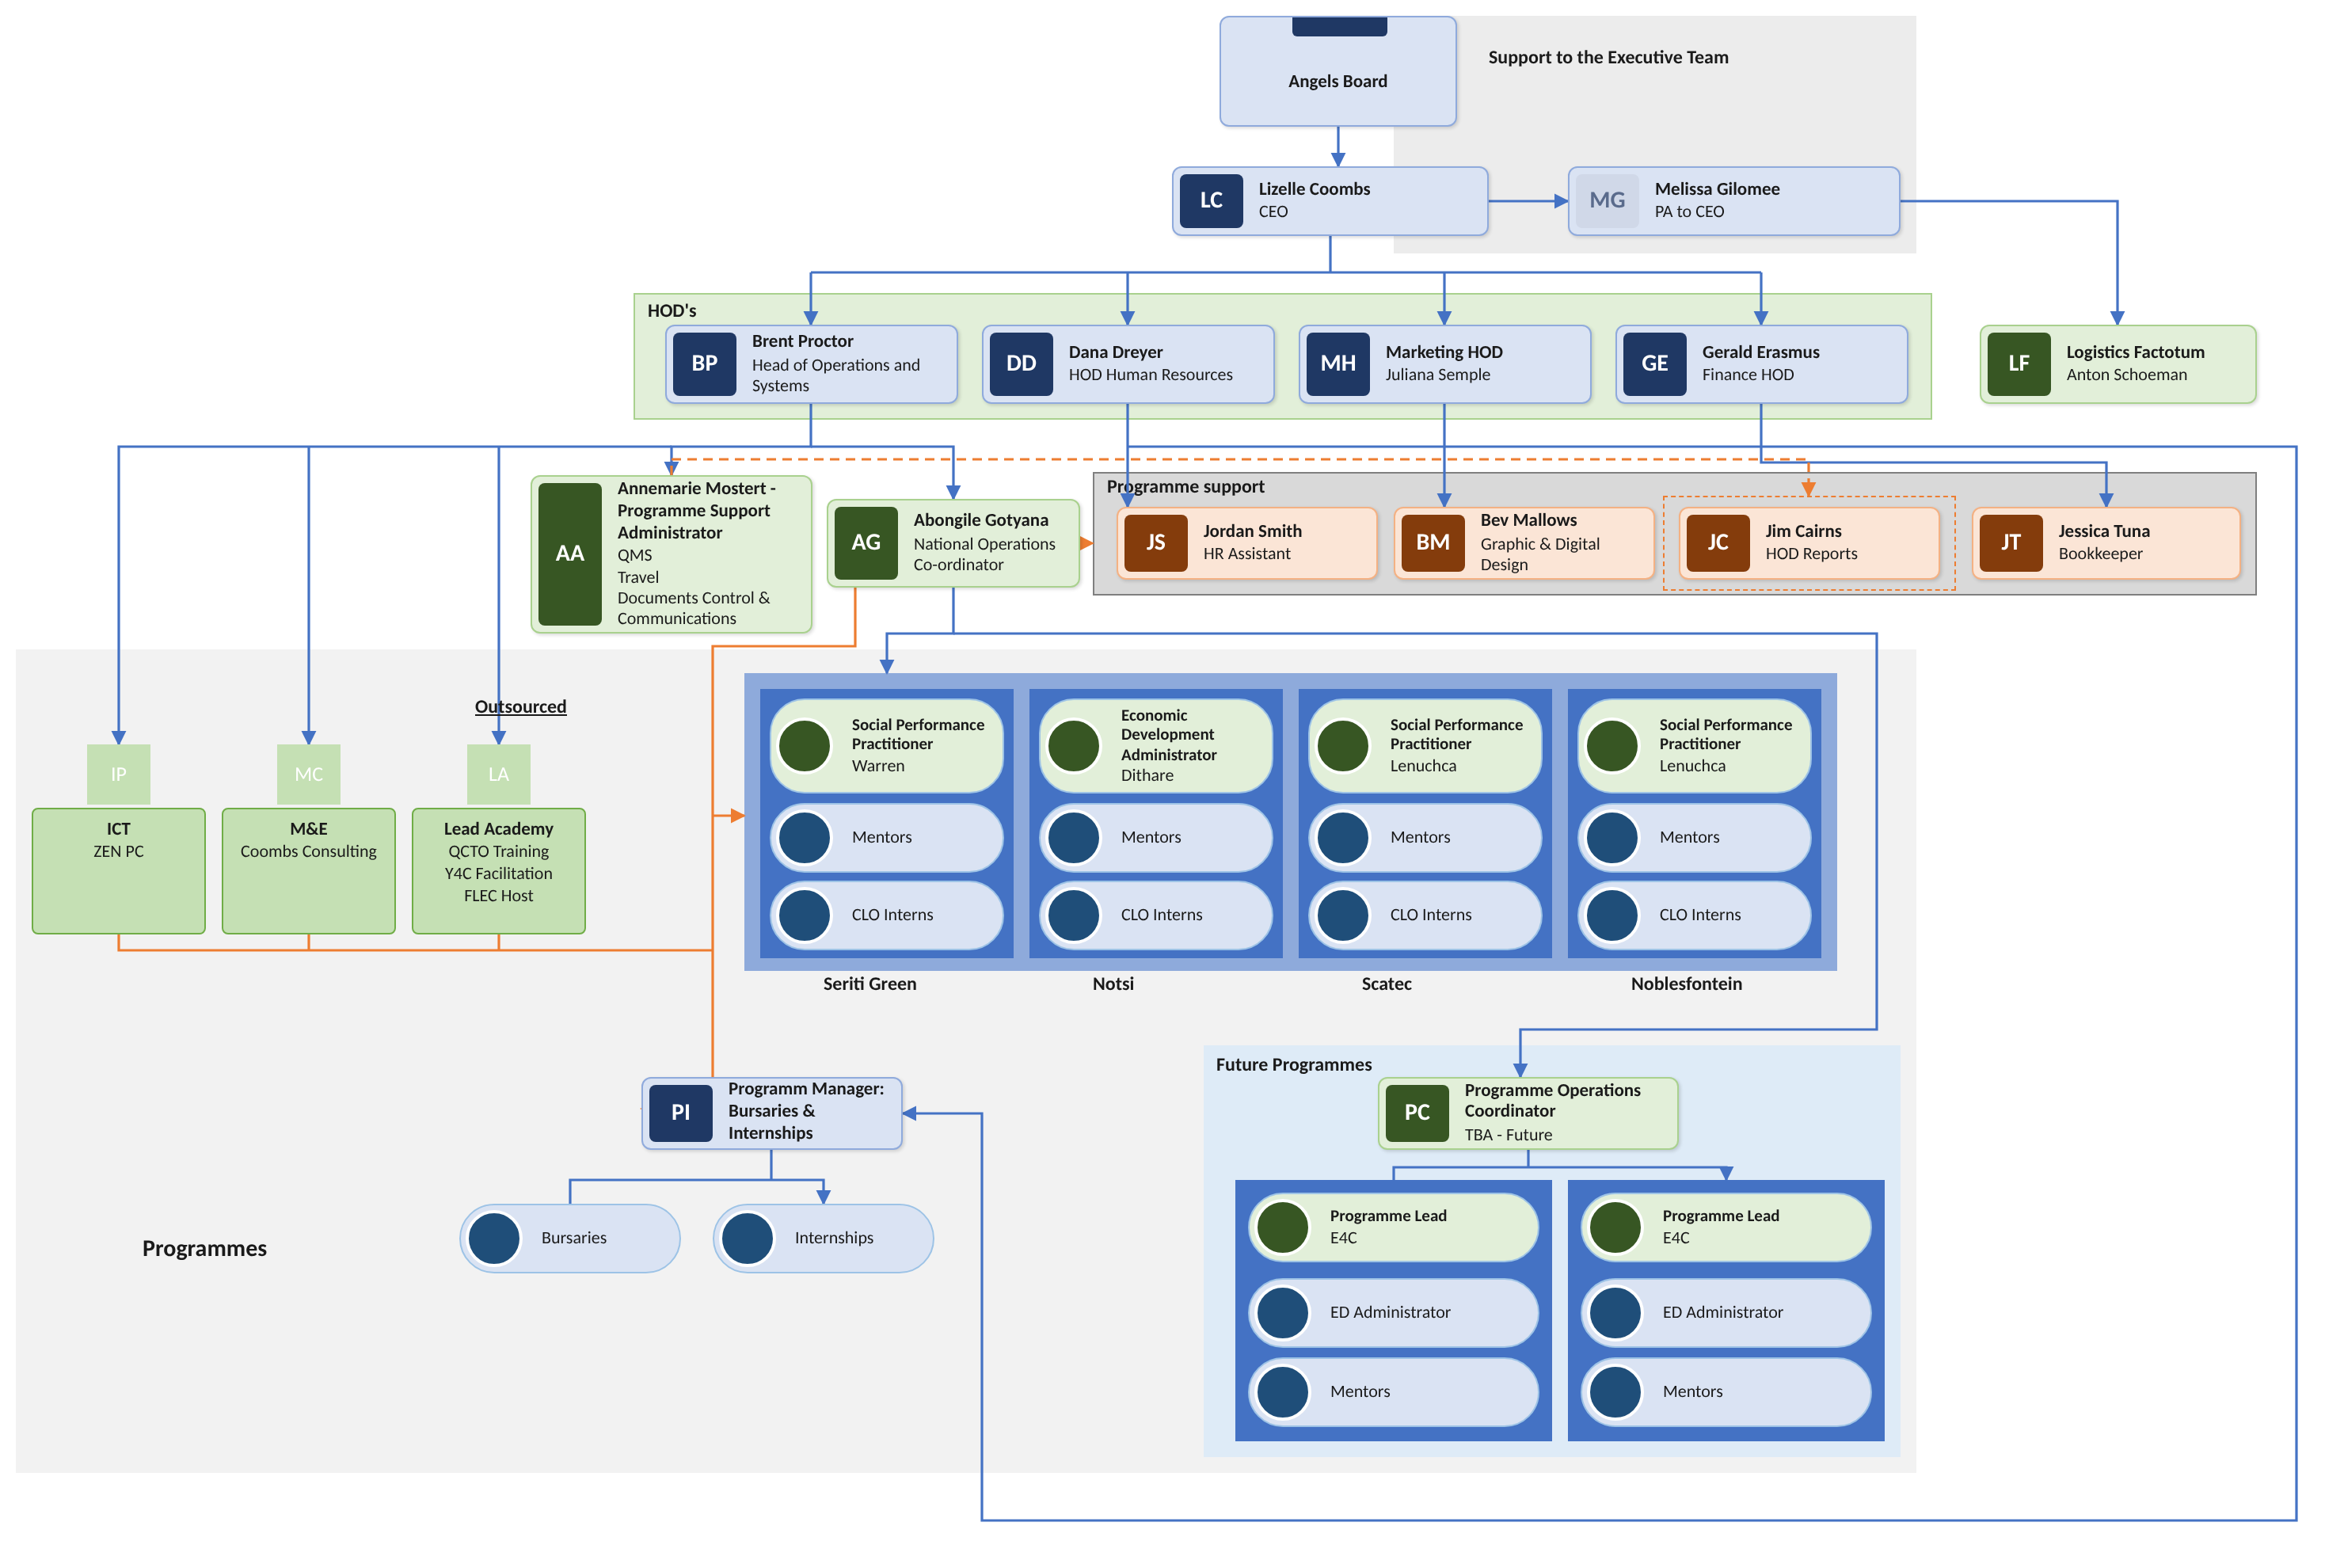 Support to the Executive Team
Angels Board
LC
Lizelle Coombs
CEO
MG
Melissa Gilomee
PA to CEO
HOD's
BP
Brent Proctor
Head of Operations and
Systems
DD
Dana Dreyer
HOD Human Resources
MH
Marketing HOD
Juliana Semple
GE
Gerald Erasmus
Finance HOD
LF
Logistics Factotum
Anton Schoeman
AA
Annemarie Mostert -
Programme Support
Administrator
QMS
Travel
Documents Control &
Communications
AG
Abongile Gotyana
National Operations
Co-ordinator
Programme support
JS
Jordan Smith
HR Assistant
BM
Bev Mallows
Graphic & Digital
Design
JC
Jim Cairns
HOD Reports
JT
Jessica Tuna
Bookkeeper
Outsourced
IP
ICT
ZEN PC
MC
M&E
Coombs Consulting
LA
Lead Academy
QCTO Training
Y4C Facilitation
FLEC Host
Social Performance
Practitioner
Warren
Mentors
CLO Interns
Seriti Green
Economic
Development
Administrator
Dithare
Mentors
CLO Interns
Notsi
Social Performance
Practitioner
Lenuchca
Mentors
CLO Interns
Scatec
Social Performance
Practitioner
Lenuchca
Mentors
CLO Interns
Noblesfontein
PI
Programm Manager:
Bursaries &
Internships
Bursaries
Internships
Programmes
Future Programmes
PC
Programme Operations
Coordinator
TBA - Future
Programme Lead
E4C
ED Administrator
Mentors
Programme Lead
E4C
ED Administrator
Mentors